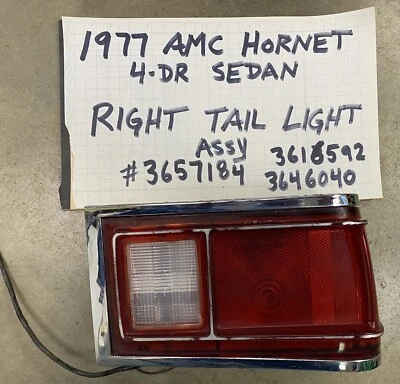 1977 AMC HORNET
4-DR SEDAN
RIGHT TAIL LIGHT
ASSY 3618592
#3657184 3646040